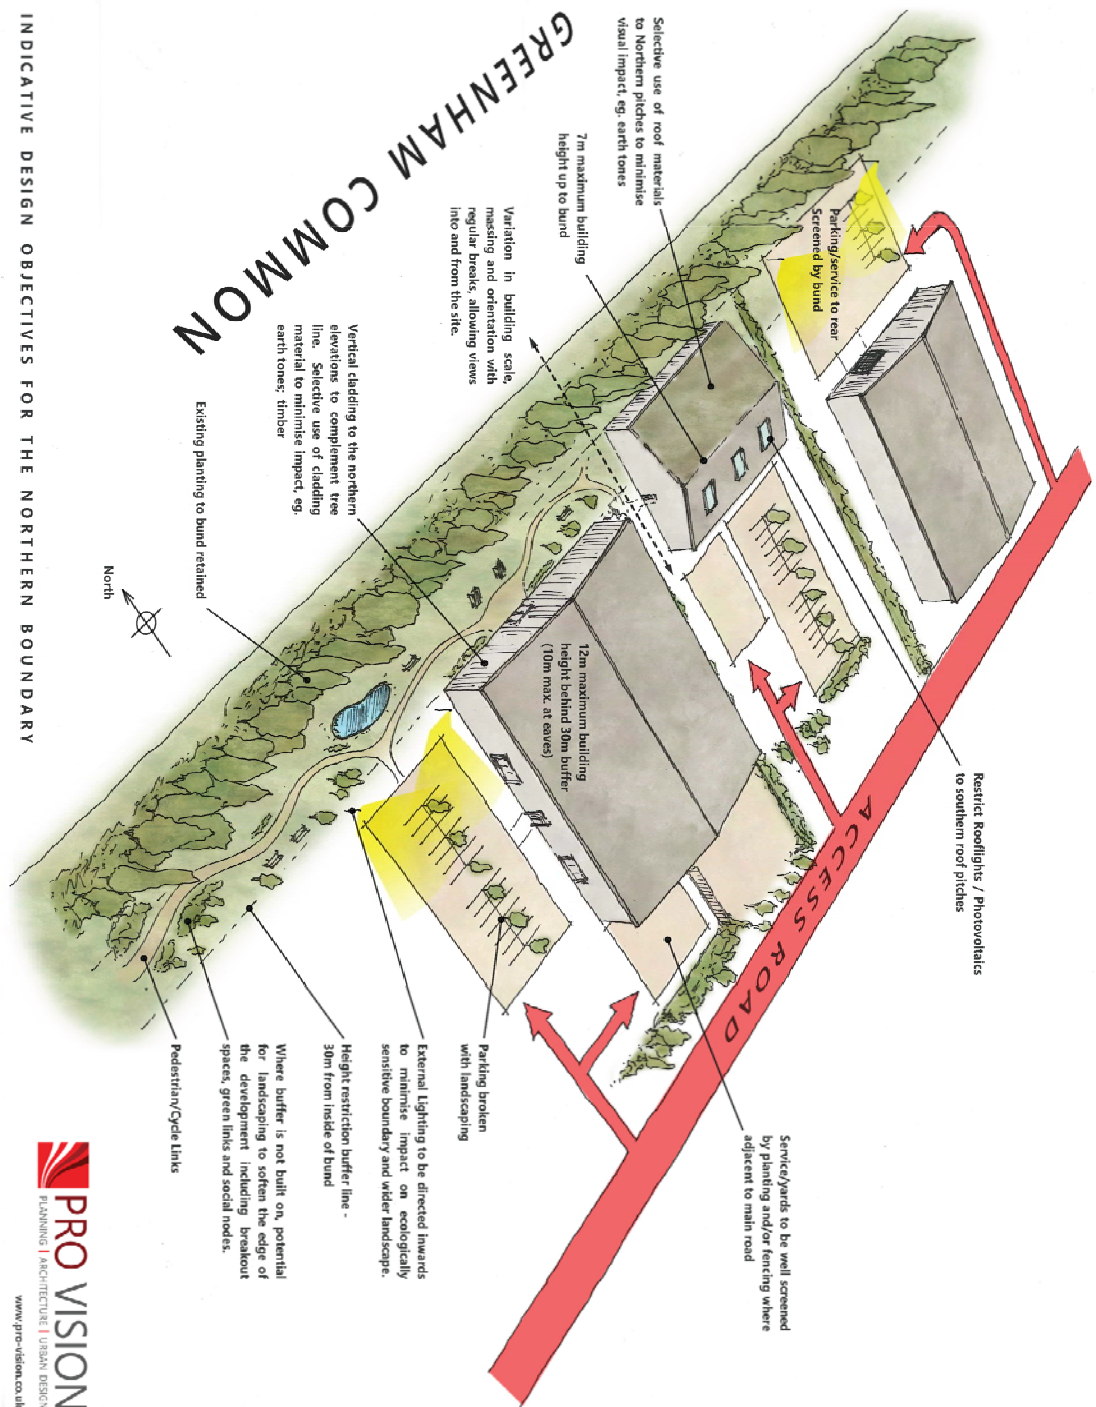 GREENHAM COMMON
Selective use of roof materials
to Northern pitches to minimise
visual impact, eg. earth tones
7m maximum building
height up to bund
Variation in building scale,
massing and orientation with
regular breaks, allowing views
into and from the site.
Vertical cladding to the northern
elevations to complement tree
line. Selective use of cladding
material to minimise impact, eg.
earth tones; timber
Existing planting to bund retained
North
Parking/service to rear
Screened by bund
12m maximum building
height behind 30m buffer
(10m max. at eaves)
Restrict Rooflights / Photovoltaics
to southern roof pitches
ACCESS ROAD
Service/yards to be well screened
by planting and/or fencing where
adjacent to main road
Parking broken
with landscaping
External Lighting to be directed inwards
to minimise impact on ecologically
sensitive boundary and wider landscape.
Height restriction buffer line -
30m from inside of bund
Where buffer is not built on, potential
for landscaping to soften the edge of
the development including breakout
spaces, green links and social nodes.
Pedestrian/Cycle Links
INDICATIVE DESIGN OBJECTIVES FOR THE NORTHERN BOUNDARY
PRO VISION
PLANNING | ARCHITECTURE | URBAN DESIGN
www.pro-vision.co.uk